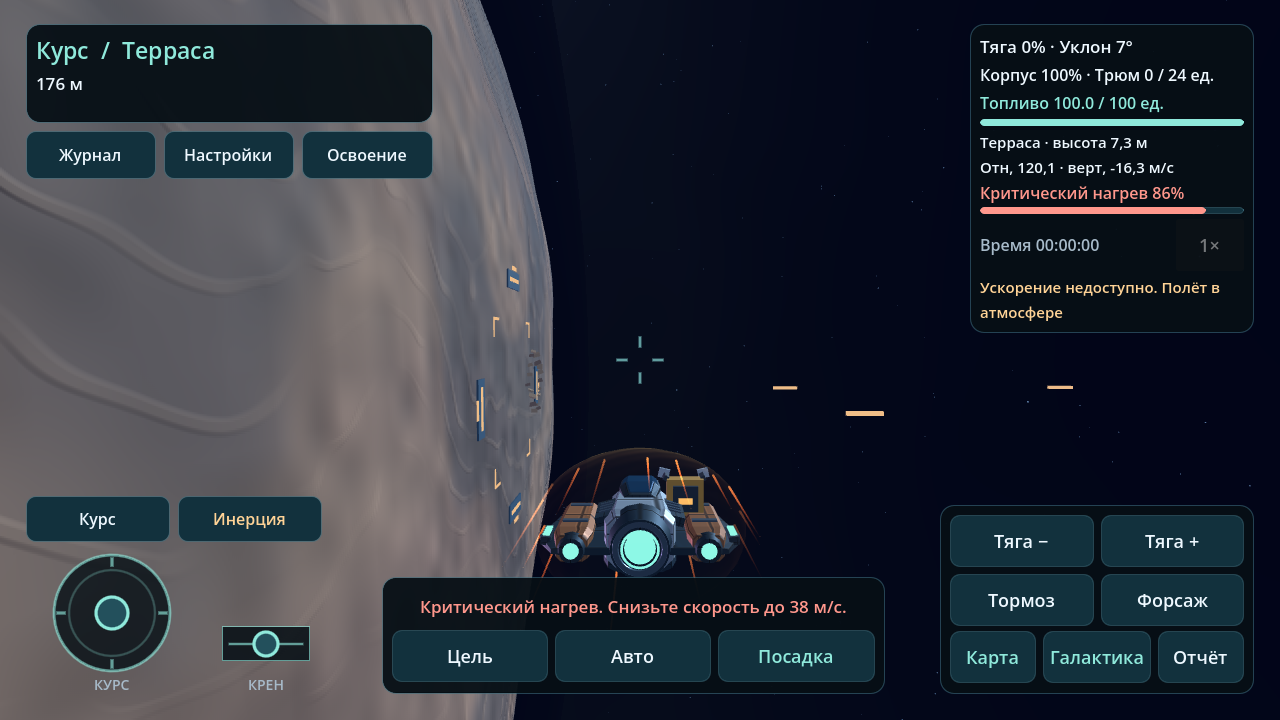 Курс / Терраса
176 м
Журнал
Настройки
Освоение
Тяга 0% · Уклон 7°
Корпус 100% · Трюм 0 / 24 ед.
Топливо 100.0 / 100 ед.
Терраса · высота 7,3 м
Отн, 120,1 · верт, -16,3 м/с
Критический нагрев 86%
Время 00:00:00
1×
Ускорение недоступно. Полёт в
атмосфере
Курс
Инерция
КУРС
КРЕН
Критический нагрев. Снизьте скорость до 38 м/с.
Цель
Авто
Посадка
Тяга −
Тяга +
Тормоз
Форсаж
Карта
Галактика
Отчёт